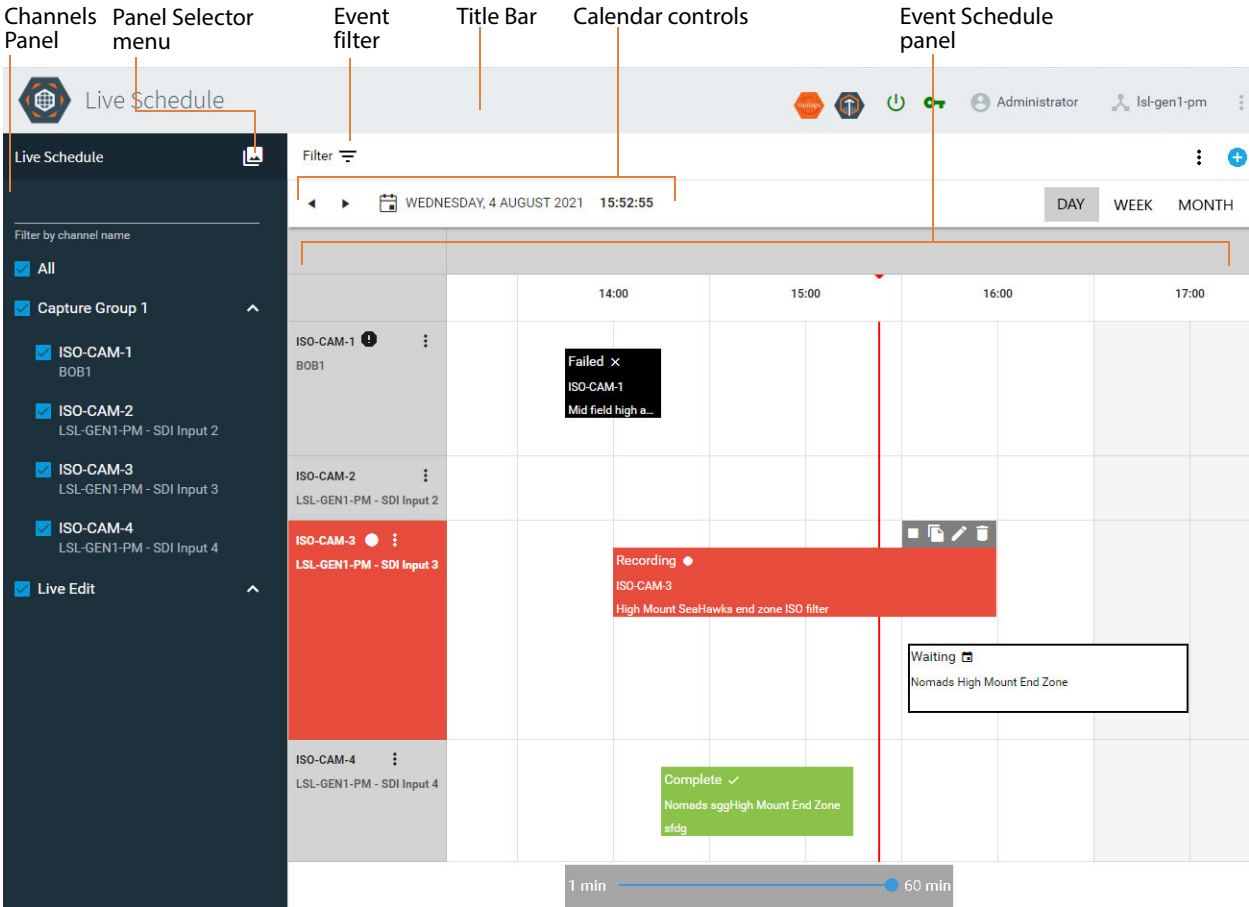 Channels Panel
Panel Selector menu
Event filter
Title Bar
Calendar controls
Event Schedule panel
Live Schedule
vantage
Administrator
lsl-gen1-pm
Live Schedule
Filter
WEDNESDAY, 4 AUGUST 2021 15:52:55
DAY WEEK MONTH
Filter by channel name
All
Capture Group 1
ISO-CAM-1
BOB1
ISO-CAM-2
LSL-GEN1-PM - SDI Input 2
ISO-CAM-3
LSL-GEN1-PM - SDI Input 3
ISO-CAM-4
LSL-GEN1-PM - SDI Input 4
Live Edit
14:00 15:00 16:00 17:00
ISO-CAM-1
BOB1
Failed
ISO-CAM-1
Mid field high a...
ISO-CAM-2
LSL-GEN1-PM - SDI Input 2
ISO-CAM-3
LSL-GEN1-PM - SDI Input 3
Recording
ISO-CAM-3
High Mount SeaHawks end zone ISO filter
Waiting
Nomads High Mount End Zone
ISO-CAM-4
LSL-GEN1-PM - SDI Input 4
Complete
Nomads sggHigh Mount End Zone
sfdg
1 min 60 min